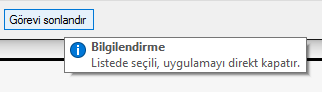 Görevi sonlandır
Bilgilendirme
Listede seçili, uygulamayı direkt kapatır.